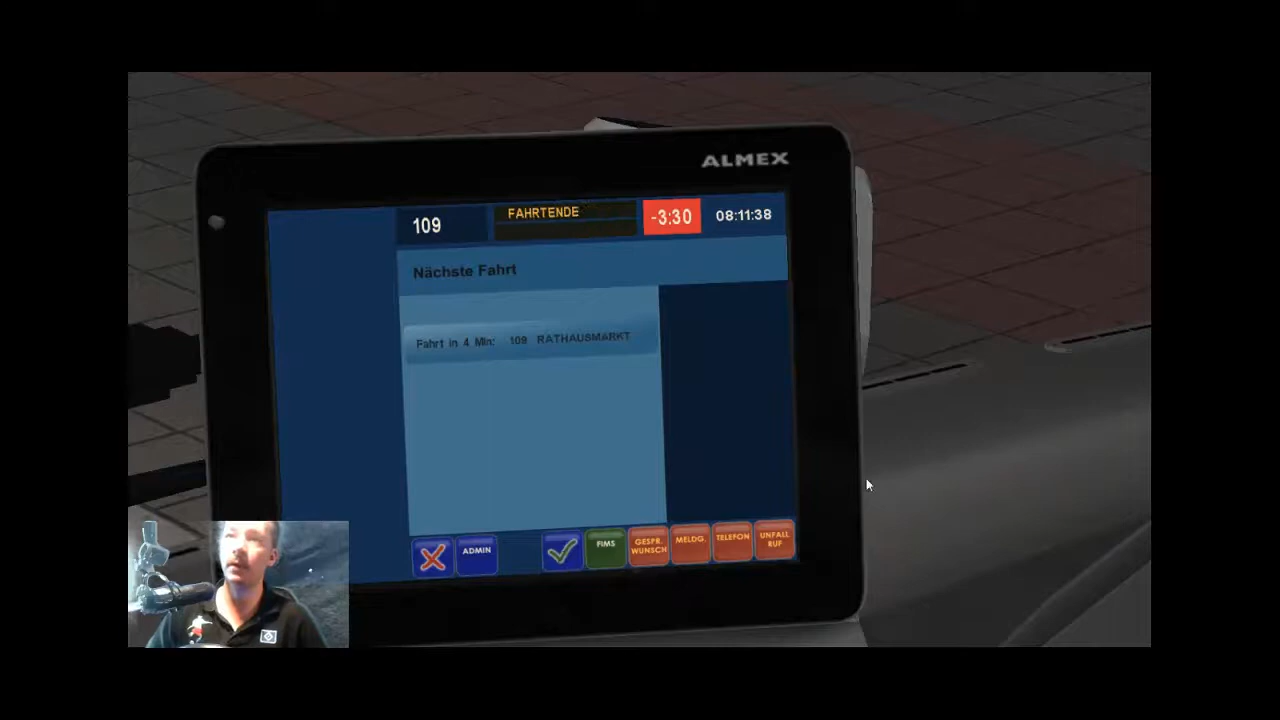 ALMEX
109
FAHRTENDE
-3:30
08:11:38
Nächste Fahrt
Fahrt in 4 Min: 109 RATHAUSMARKT
ADMIN
FIMS
GESPR.
WUNSCH
MELDG.
TELEFON
UNFALL
RUF